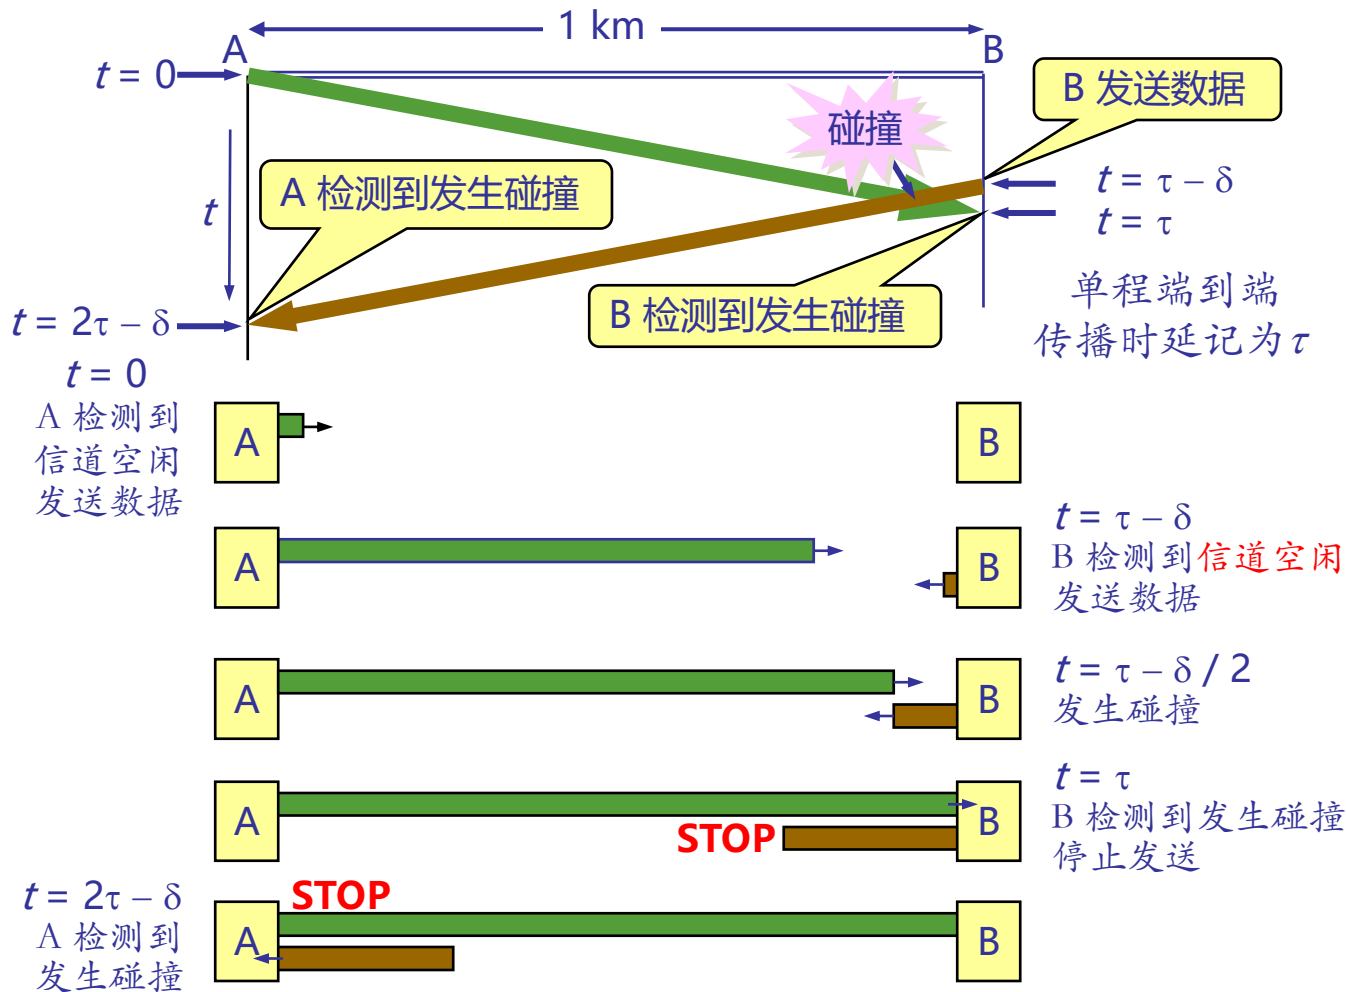 1 km
A
B
t = 0
B 发送数据
碰撞
A 检测到发生碰撞
t = τ – δ
t
t = τ
B 检测到发生碰撞
单程端到端
传播时延记为τ
t = 2τ – δ
t = 0
A 检测到
信道空闲
发送数据
A
B
t = τ – δ
B 检测到信道空闲
发送数据
A
B
t = τ – δ / 2
发生碰撞
A
B
t = τ
B 检测到发生碰撞
停止发送
A
STOP
B
t = 2τ – δ
A 检测到
发生碰撞
STOP
A
B